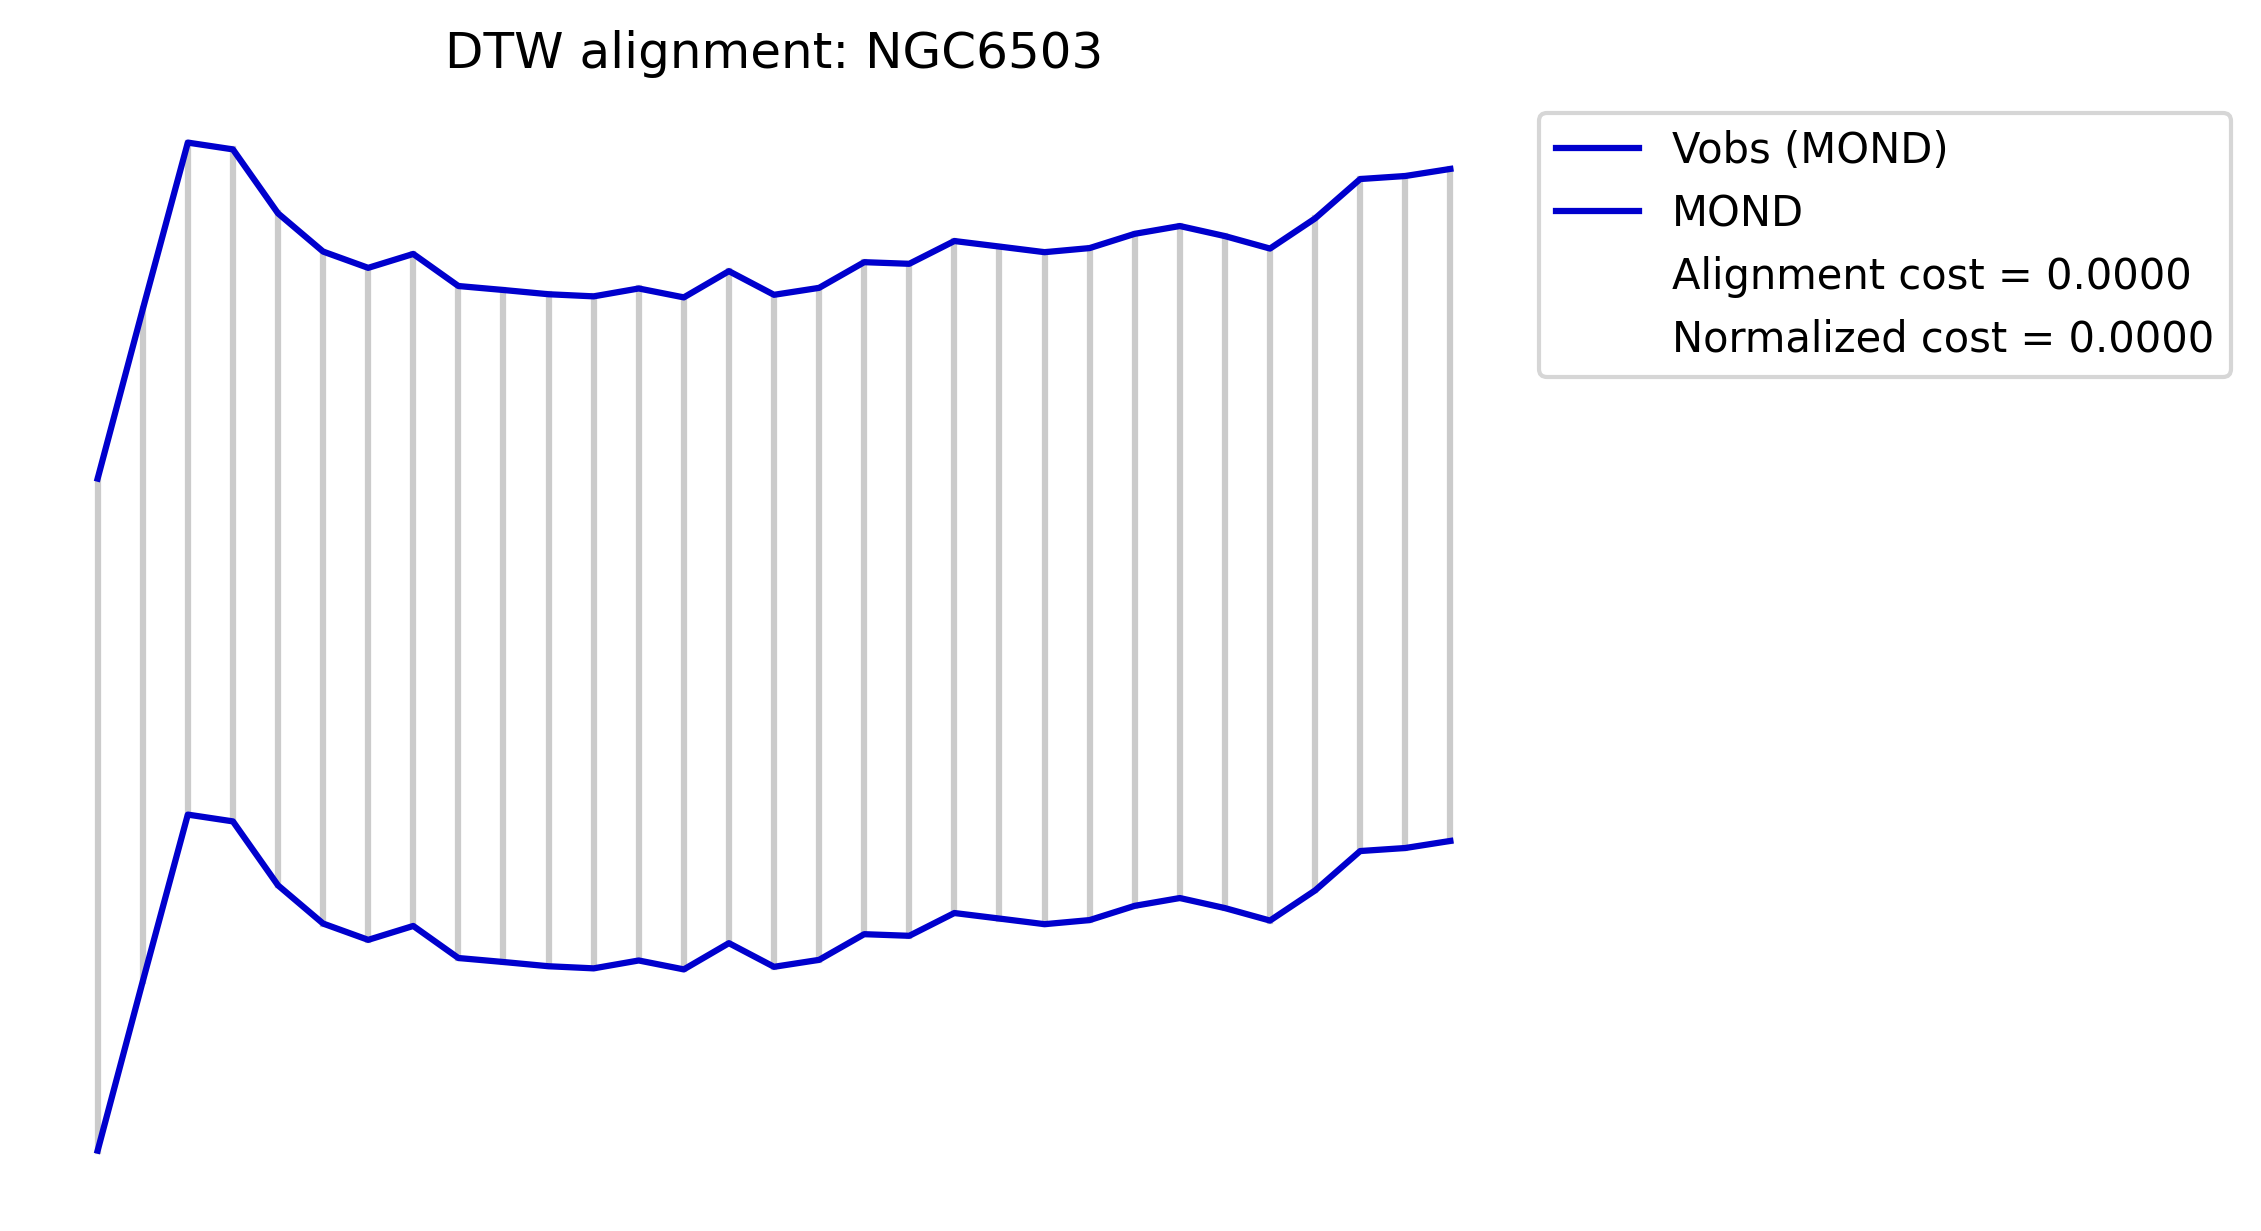 DTW alignment: NGC6503
Vobs (MOND)
MOND
Alignment cost = 0.0000
Normalized cost = 0.0000